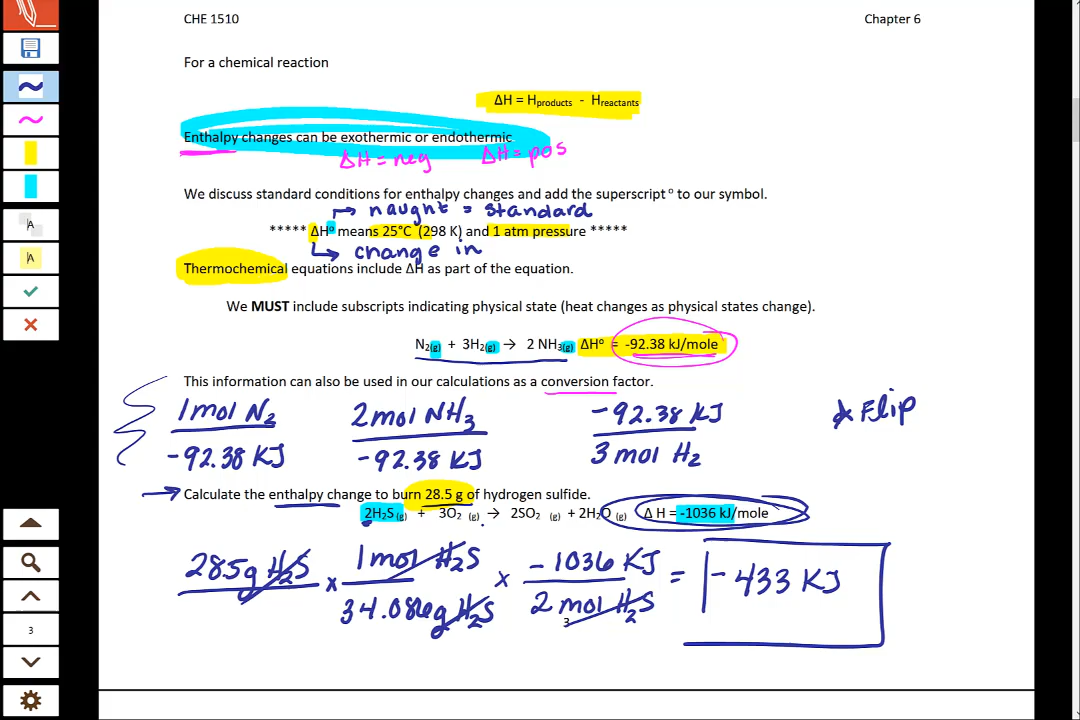 CHE 1510 Chapter 6
For a chemical reaction
ΔH = Hproducts - Hreactants
Enthalpy changes can be exothermic or endothermic
ΔH = neg ΔH = pos
We discuss standard conditions for enthalpy changes and add the superscript ° to our symbol.
naught = standard
***** ΔH° means 25°C (298 K) and 1 atm pressure *****
change in
Thermochemical equations include ΔH as part of the equation.
We MUST include subscripts indicating physical state (heat changes as physical states change).
N2(g) + 3H2(g) → 2 NH3(g) ΔH° = -92.38 kJ/mole
This information can also be used in our calculations as a conversion factor.
1 mol N2 2 mol NH3 -92.38 KJ * Flip
-92.38 KJ -92.38 KJ 3 mol H2
→ Calculate the enthalpy change to burn 28.5 g of hydrogen sulfide.
2H2S (g) + 3O2 (g) → 2SO2 (g) + 2H2O (g) Δ H = -1036 kJ/mole
28.5g H2S x 1 mol H2S x -1036 KJ = -433 KJ
34.086g H2S 2 mol H2S
3
A
A
3